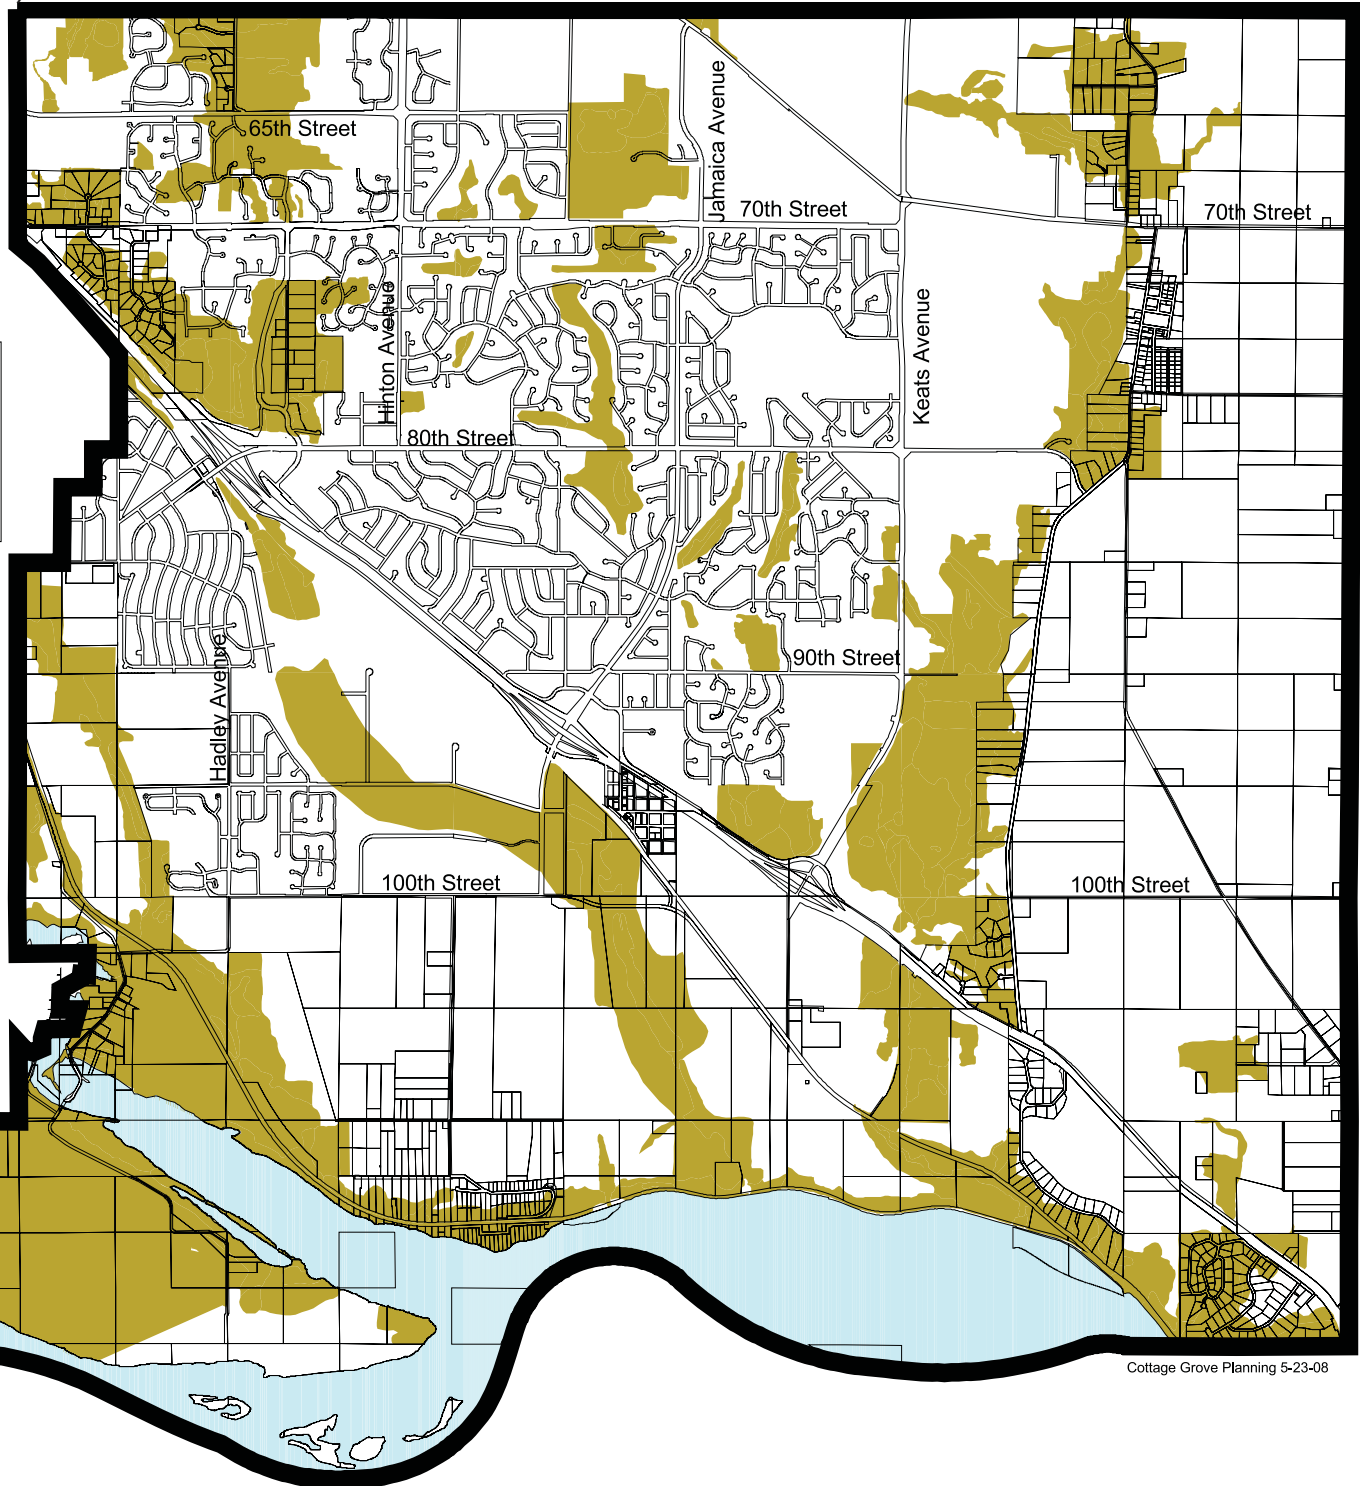 65th Street
Jamaica Avenue
70th Street
70th Street
Hinton Avenue
Keats Avenue
80th Street
Hadley Avenue
90th Street
100th Street
100th Street
Cottage Grove Planning 5-23-08